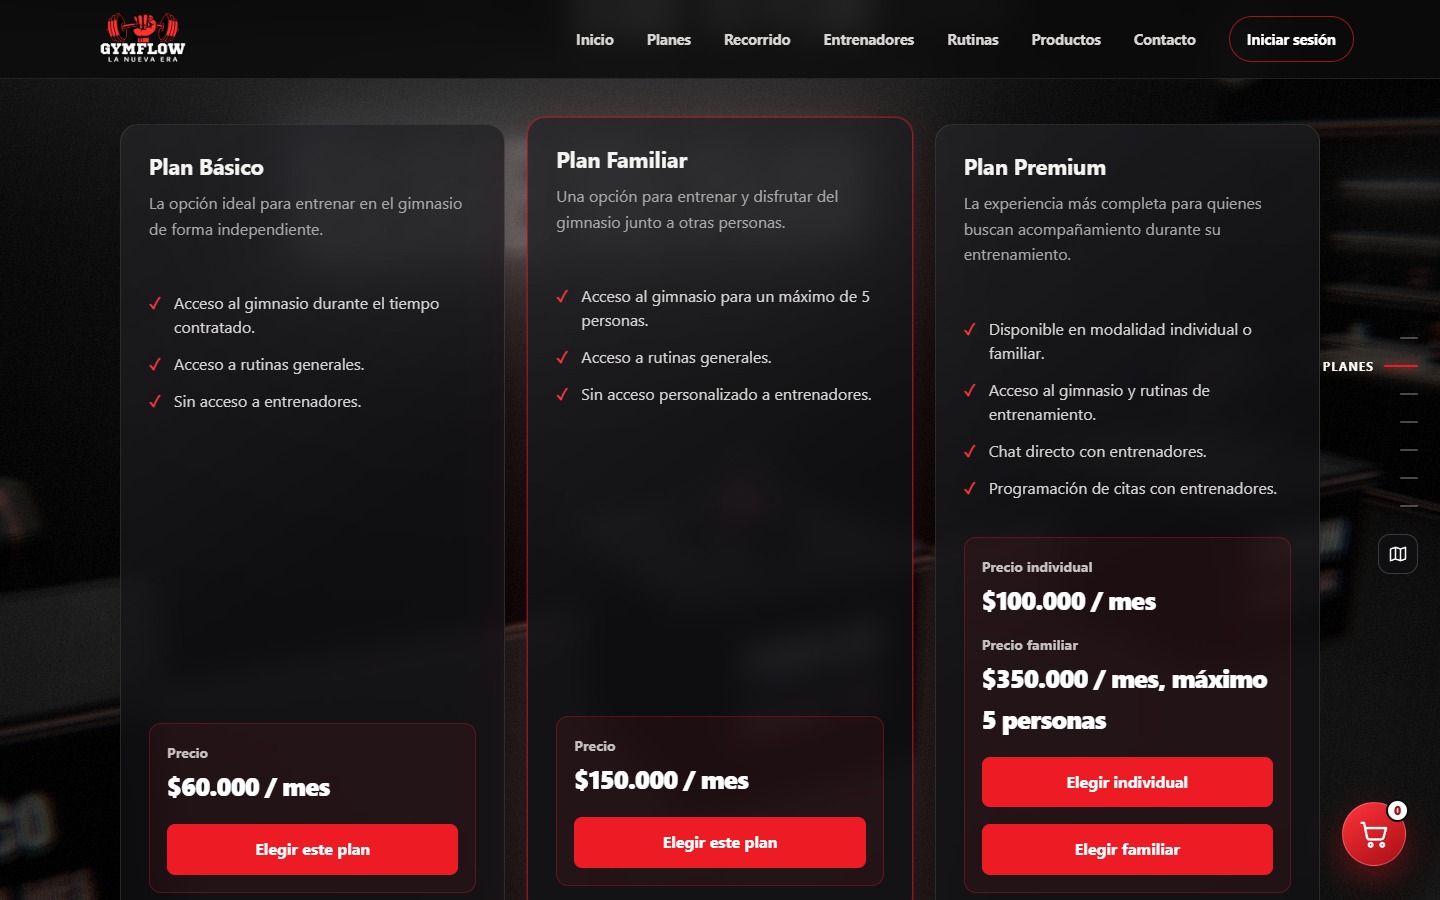 GYMFLOW
LA NUEVA ERA
Inicio
Planes
Recorrido
Entrenadores
Rutinas
Productos
Contacto
Iniciar sesión
Plan Básico
La opción ideal para entrenar en el gimnasio
de forma independiente.
✓ Acceso al gimnasio durante el tiempo
contratado.
✓ Acceso a rutinas generales.
✓ Sin acceso a entrenadores.
Precio
$60.000 / mes
Elegir este plan
Plan Familiar
Una opción para entrenar y disfrutar del
gimnasio junto a otras personas.
✓ Acceso al gimnasio para un máximo de 5
personas.
✓ Acceso a rutinas generales.
✓ Sin acceso personalizado a entrenadores.
Precio
$150.000 / mes
Elegir este plan
Plan Premium
La experiencia más completa para quienes
buscan acompañamiento durante su
entrenamiento.
✓ Disponible en modalidad individual o
familiar.
✓ Acceso al gimnasio y rutinas de
entrenamiento.
✓ Chat directo con entrenadores.
✓ Programación de citas con entrenadores.
Precio individual
$100.000 / mes
Precio familiar
$350.000 / mes, máximo
5 personas
Elegir individual
Elegir familiar
PLANES
0